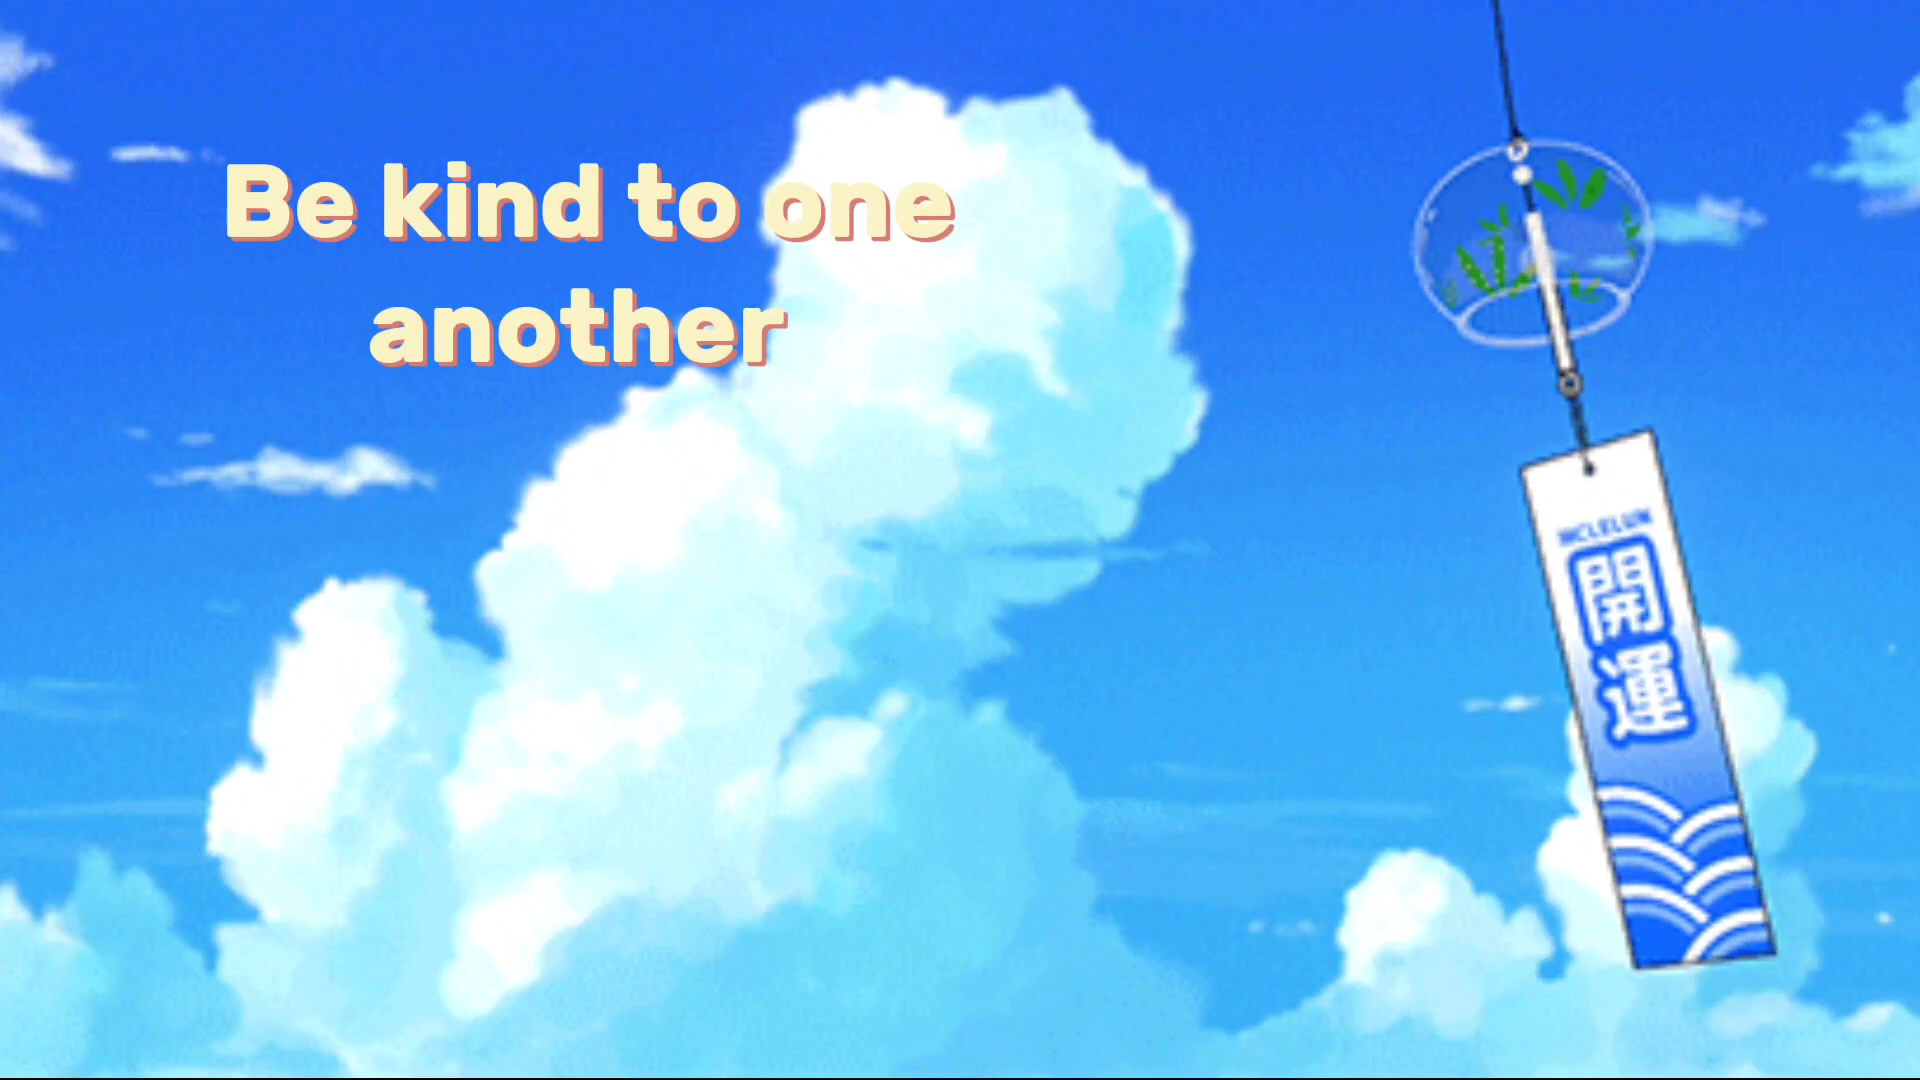 Be kind to one
another
開
運